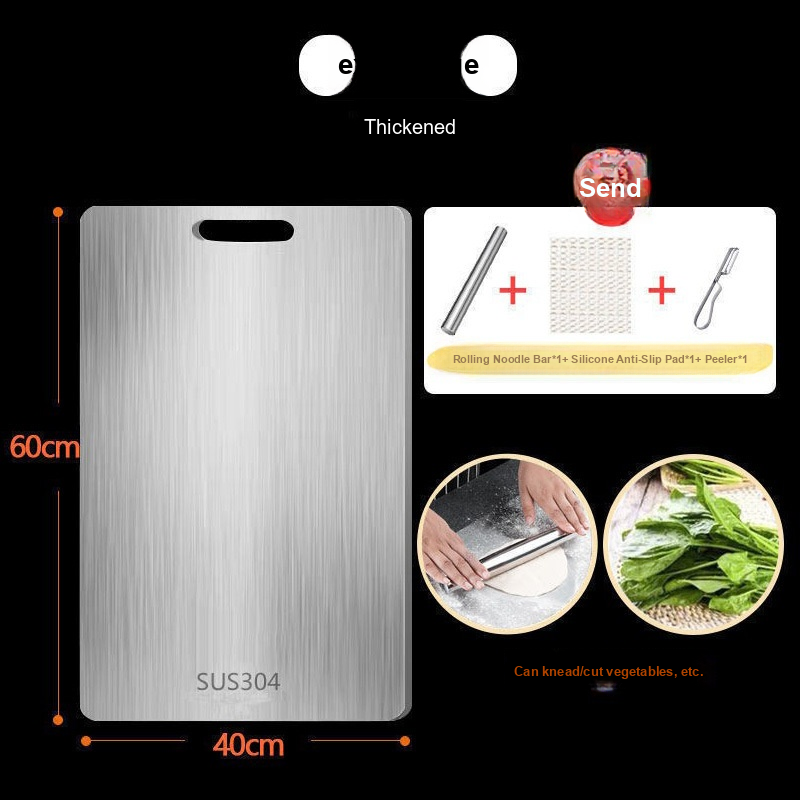 Thickened
Send
Rolling Noodle Bar*1+ Silicone Anti-Slip Pad*1+ Peeler*1
60cm
SUS304
Can knead/cut vegetables, etc.
40cm